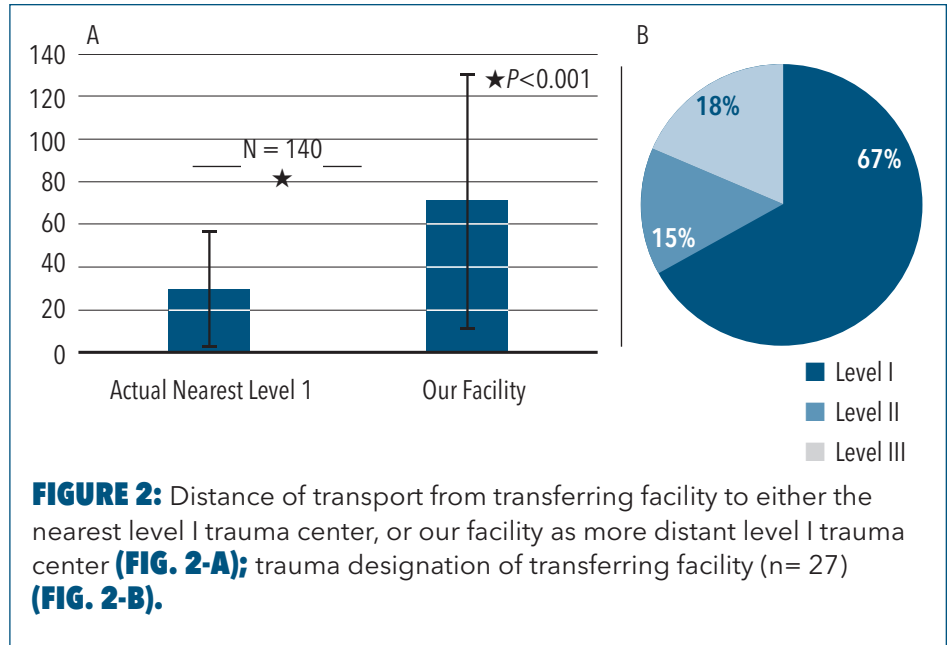 A
140
120
100
80
60
40
20
0
N = 140
★
★P<0.001
Actual Nearest Level 1
Our Facility
B
18%
67%
15%
Level I
Level II
Level III
FIGURE 2: Distance of transport from transferring facility to either the
nearest level I trauma center, or our facility as more distant level I trauma
center (FIG. 2-A); trauma designation of transferring facility (n= 27)
(FIG. 2-B).